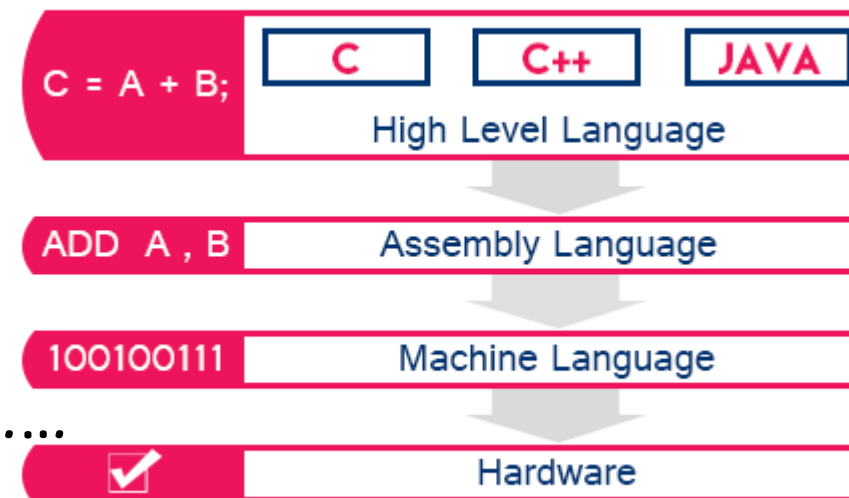 C = A + B;
C C++ JAVA
High Level Language
ADD A , B
Assembly Language
100100111
Machine Language
....
Hardware